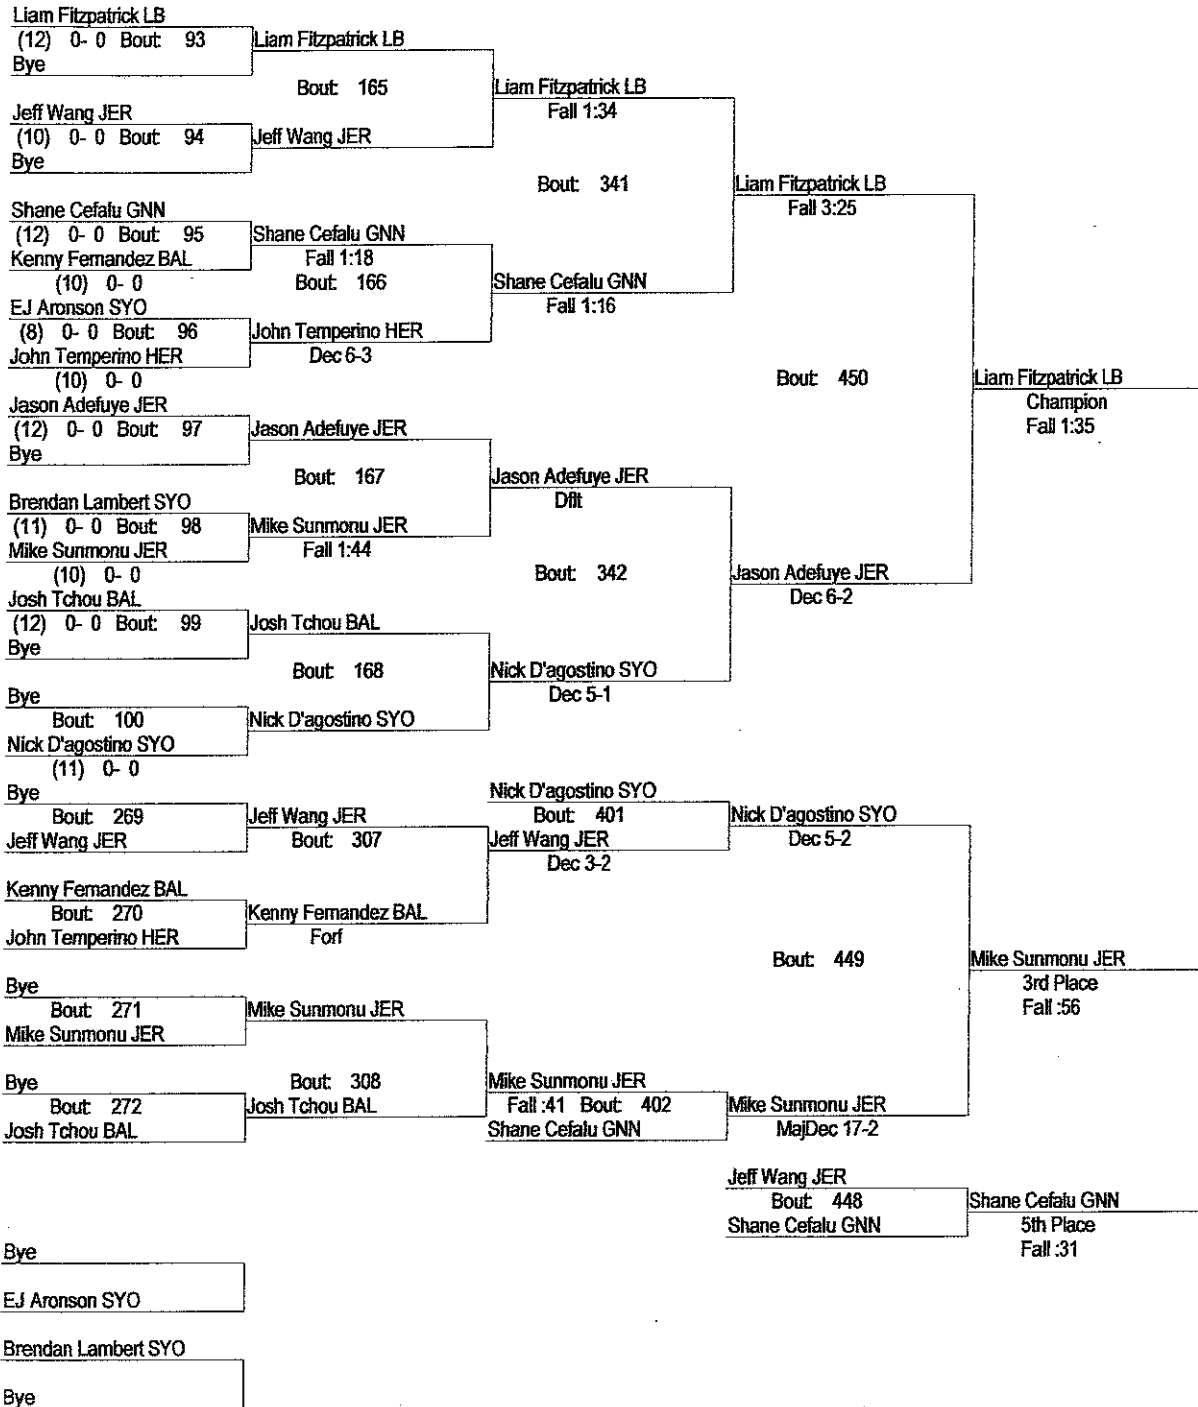 Liam Fitzpatrick LB
(12) 0- 0 Bout: 93
Bye
Liam Fitzpatrick LB
Bout: 165
Jeff Wang JER
(10) 0- 0 Bout: 94
Bye
Jeff Wang JER
Liam Fitzpatrick LB
Fall 1:34
Bout: 341
Shane Cefalu GNN
(12) 0- 0 Bout: 95
Kenny Fernandez BAL
(10) 0- 0
Shane Cefalu GNN
Fall 1:18
Bout: 166
EJ Aronson SYO
(8) 0- 0 Bout: 96
John Temperino HER
(10) 0- 0
John Temperino HER
Dec 6-3
Shane Cefalu GNN
Fall 1:16
Liam Fitzpatrick LB
Fall 3:25
Bout: 450
Liam Fitzpatrick LB
Champion
Fall 1:35
Jason Adefuye JER
(12) 0- 0 Bout: 97
Bye
Jason Adefuye JER
Bout: 167
Brendan Lambert SYO
(11) 0- 0 Bout: 98
Mike Sunmonu JER
(10) 0- 0
Mike Sunmonu JER
Fall 1:44
Jason Adefuye JER
Dflt
Bout: 342
Josh Tchou BAL
(12) 0- 0 Bout: 99
Bye
Josh Tchou BAL
Bout: 168
Bye
Bout: 100
Nick D'agostino SYO
(11) 0- 0
Nick D'agostino SYO
Nick D'agostino SYO
Dec 5-1
Jason Adefuye JER
Dec 6-2
Bye
Bout: 269
Jeff Wang JER
Jeff Wang JER
Bout: 307
Kenny Fernandez BAL
Bout: 270
John Temperino HER
Kenny Fernandez BAL
Forf
Nick D'agostino SYO
Bout: 401
Jeff Wang JER
Dec 3-2
Nick D'agostino SYO
Dec 5-2
Bout: 449
Mike Sunmonu JER
3rd Place
Fall :56
Bye
Bout: 271
Mike Sunmonu JER
Mike Sunmonu JER
Bout: 308
Bye
Bout: 272
Josh Tchou BAL
Josh Tchou BAL
Mike Sunmonu JER
Fall :41 Bout: 402
Shane Cefalu GNN
Mike Sunmonu JER
MajDec 17-2
Jeff Wang JER
Bout: 448
Shane Cefalu GNN
Shane Cefalu GNN
5th Place
Fall :31
Bye
EJ Aronson SYO
Brendan Lambert SYO
Bye